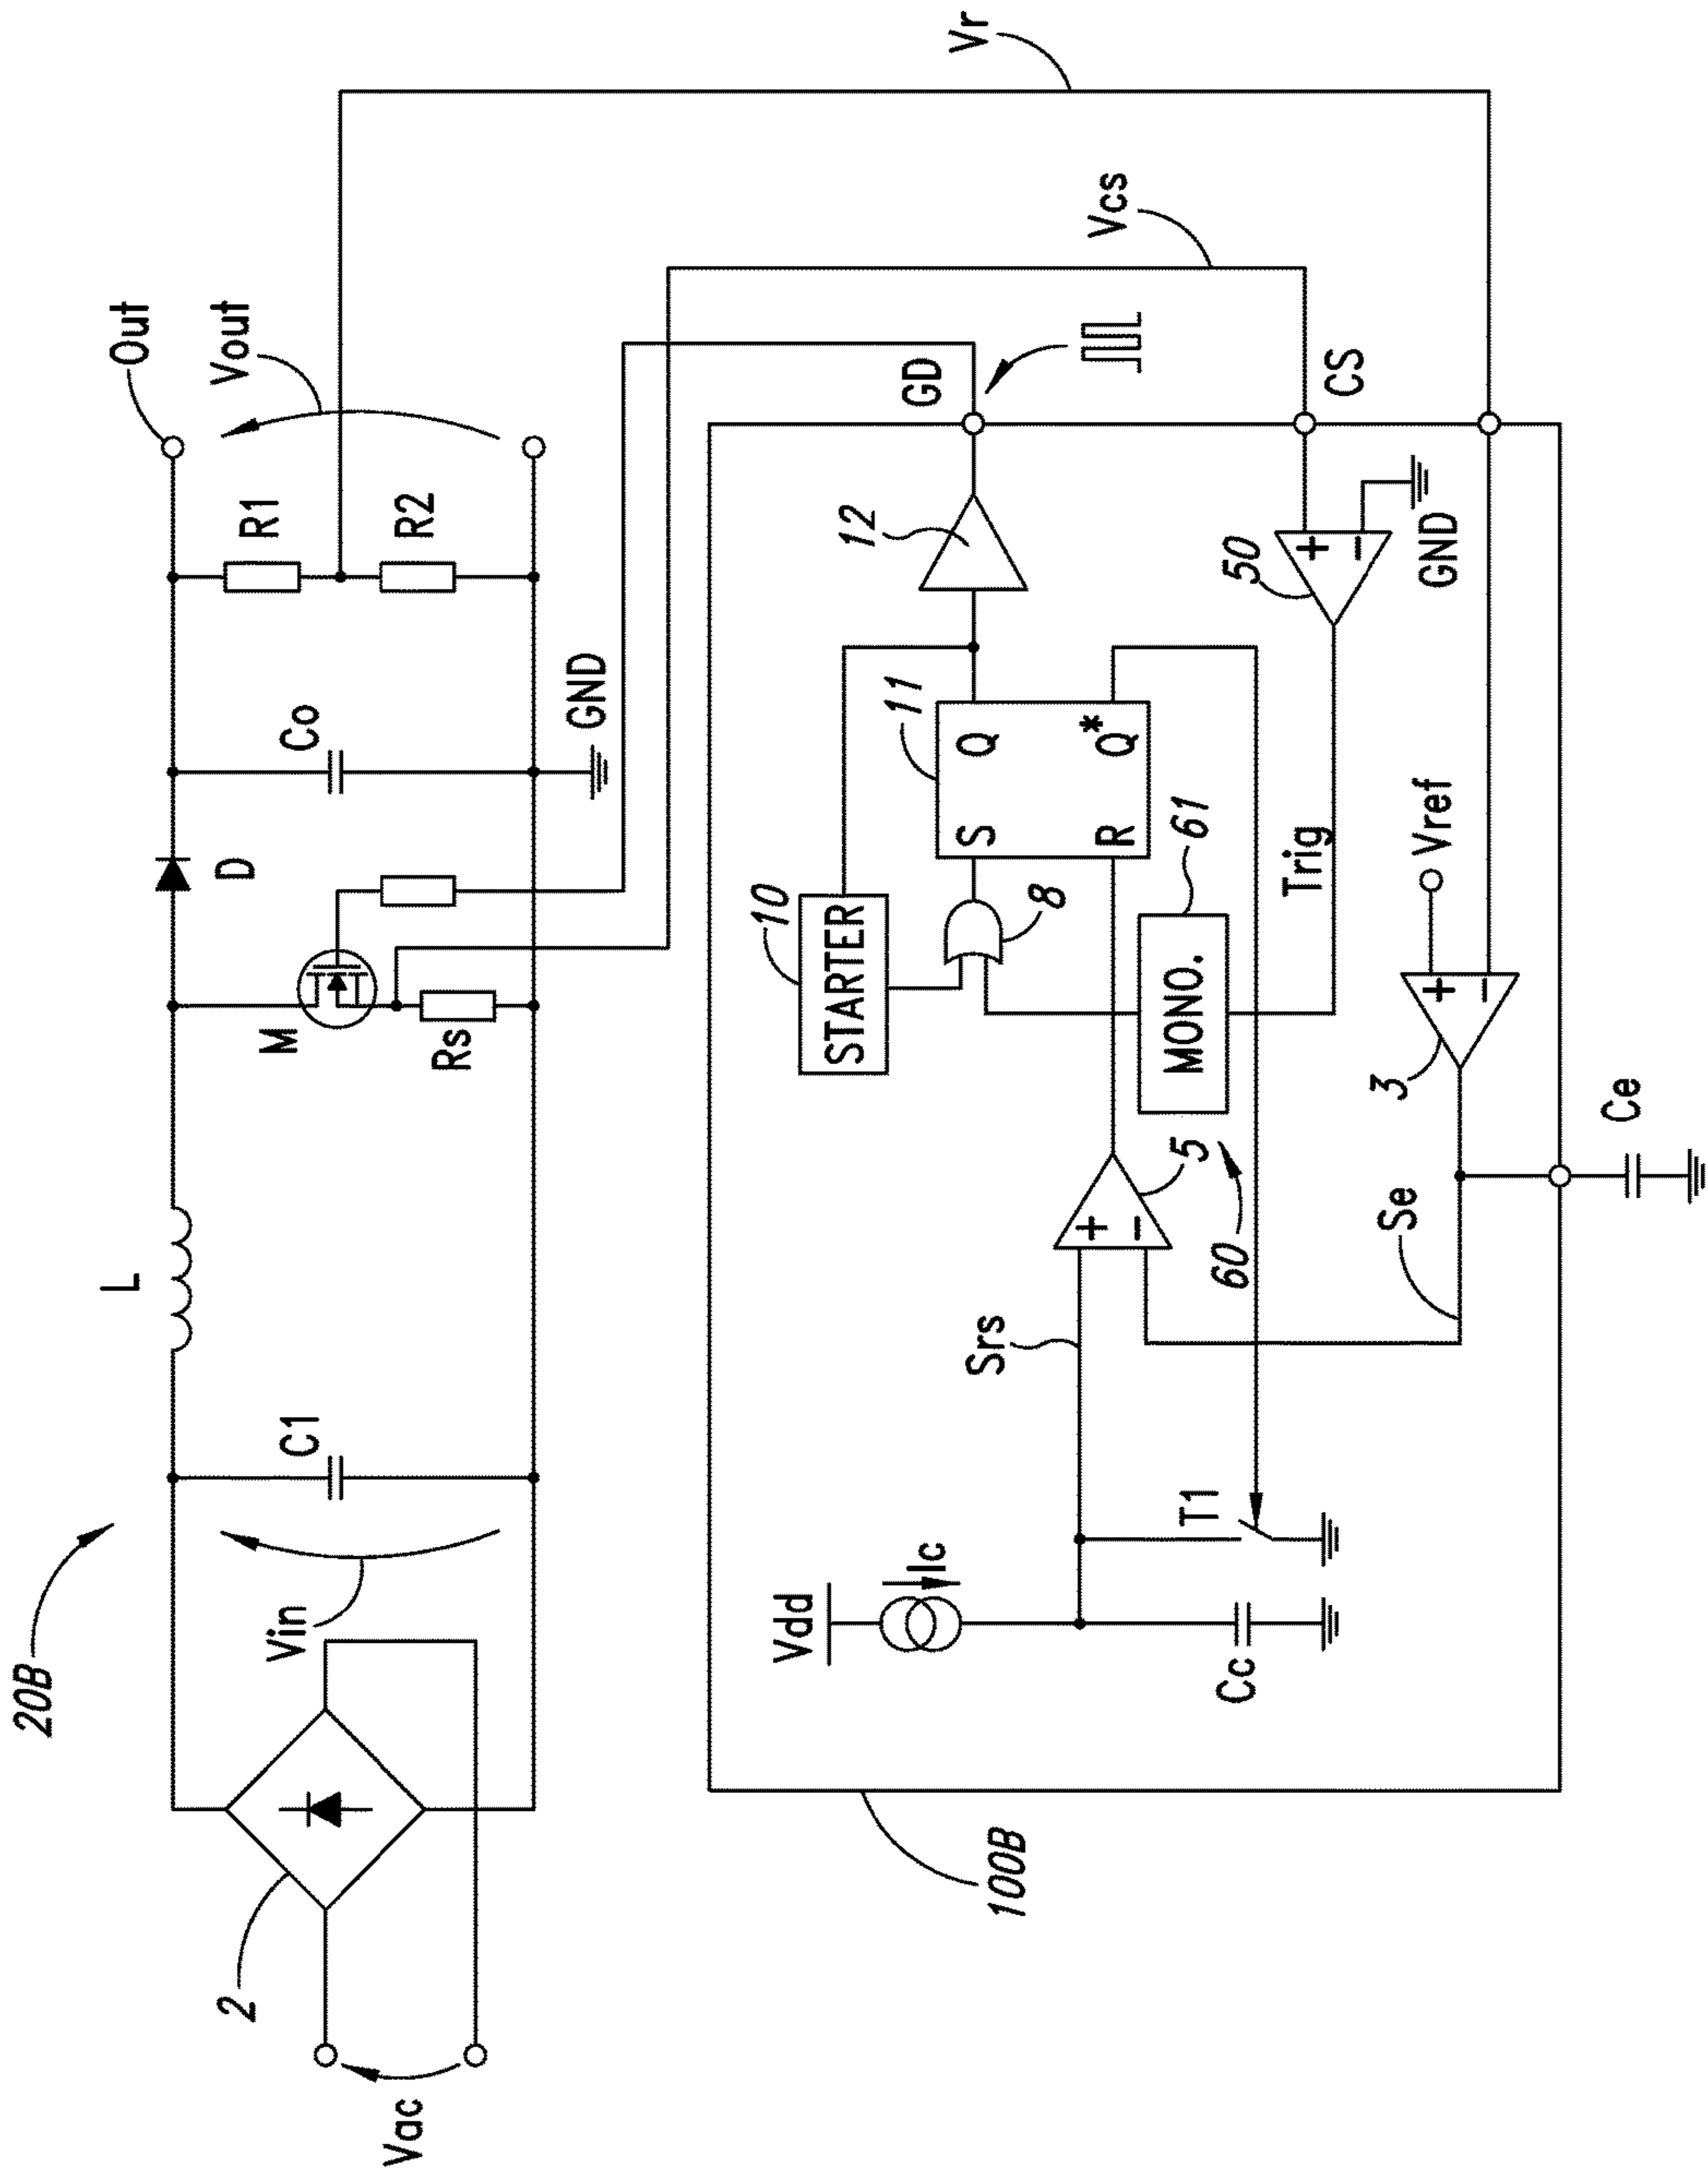 20B
L
Out
Vin
C1
M
D
Co
R1
Vout
2
Vac
Rs
GND
R2
Vr
100B
Vdd
Ic
Srs
10
STARTER
12
GD
8
S
Q
11
R
Q*
Vcs
5
+
−
Cc
T1
60
MONO.
61
Trig
50
+
−
GND
CS
Se
3
Vref
+
−
Ce